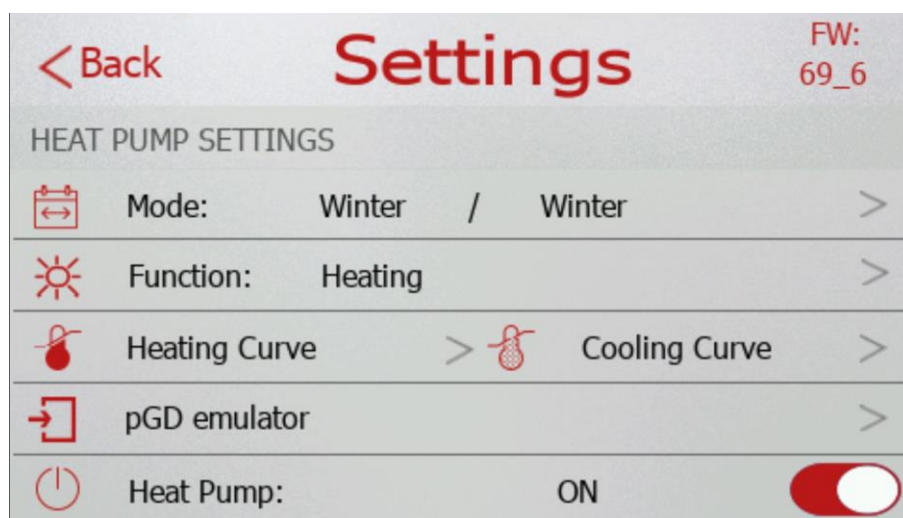 < Back Settings FW:
69_6
HEAT PUMP SETTINGS
Mode: Winter / Winter >
Function: Heating >
Heating Curve > Cooling Curve >
pGD emulator >
Heat Pump: ON